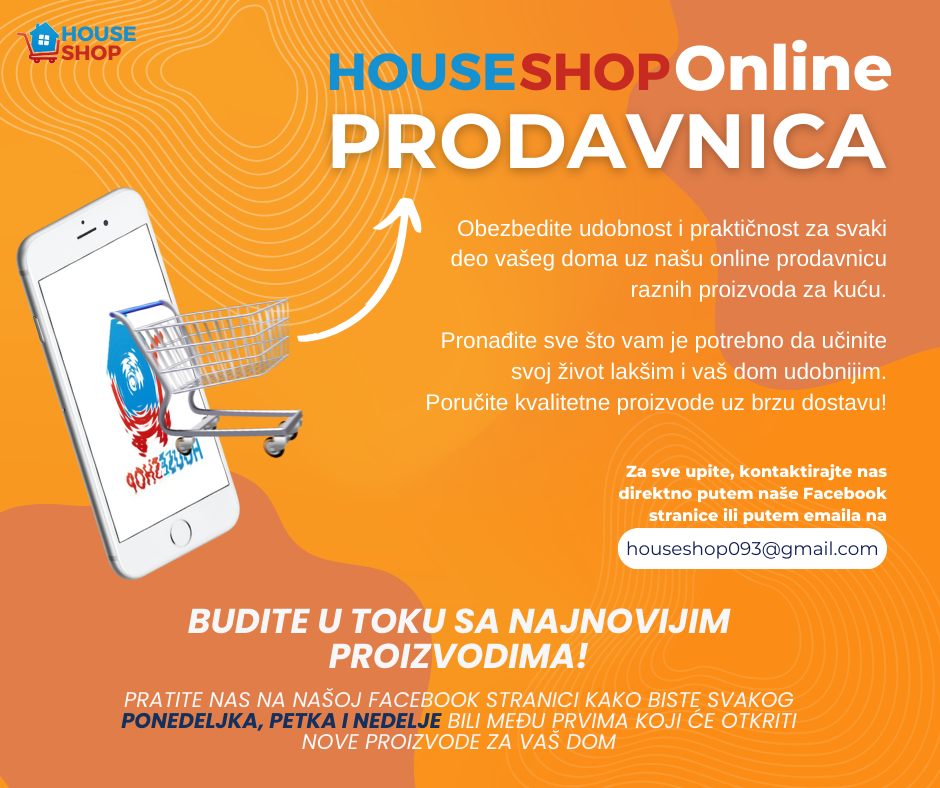 HOUSE
SHOP
HOUSESHOP Online
PRODAVNICA
Obezbedite udobnost i praktičnost za svaki
deo vašeg doma uz našu online prodavnicu
raznih proizvoda za kuću.
Pronađite sve što vam je potrebno da učinite
svoj život lakšim i vaš dom udobnijim.
Poručite kvalitetne proizvode uz brzu dostavu!
HOUSESHOP
Za sve upite, kontaktirajte nas
direktno putem naše Facebook
stranice ili putem emaila na
houseshop093@gmail.com
BUDITE U TOKU SA NAJNOVIJIM
PROIZVODIMA!
PRATITE NAS NA NAŠOJ FACEBOOK STRANICI KAKO BISTE SVAKOG
PONEDELJKA, PETKA I NEDELJE BILI MEĐU PRVIMA KOJI ĆE OTKRITI
NOVE PROIZVODE ZA VAŠ DOM